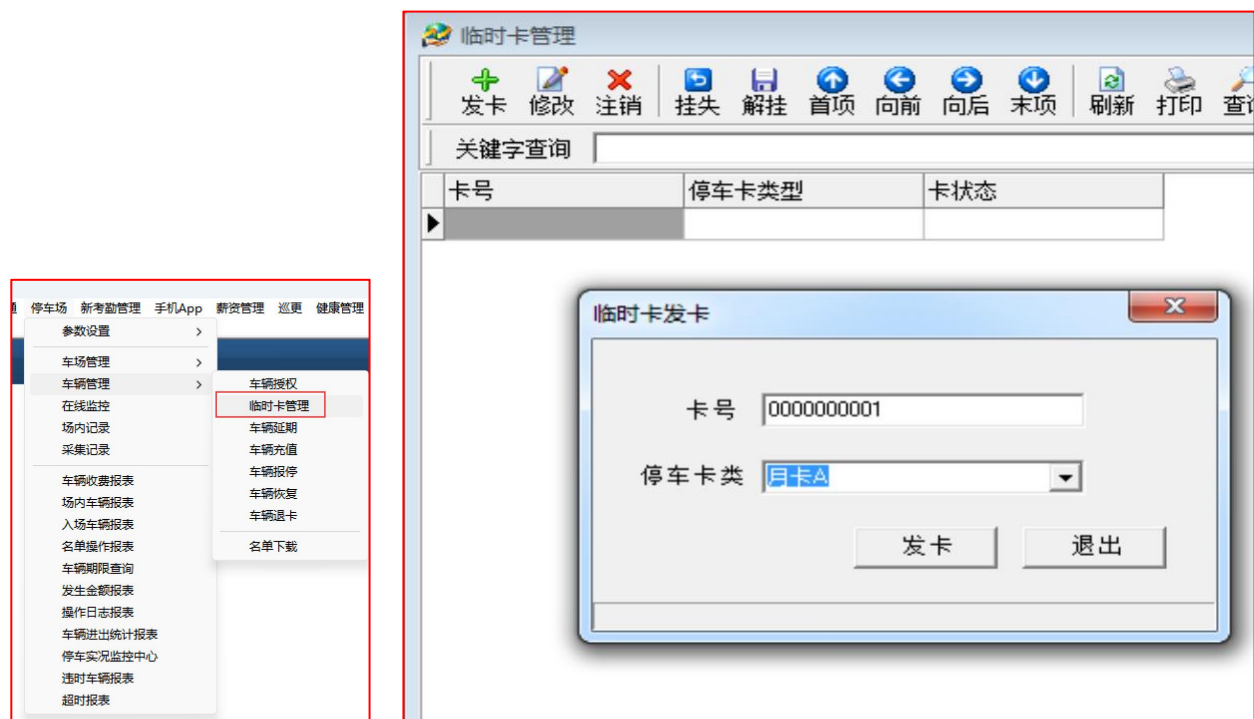 临时卡管理
发卡 修改 注销 挂失 解挂 首项 向前 向后 末项 刷新 打印
关键字查询
卡号 停车卡类型 卡状态
临时卡发卡
卡号 0000000001
停车卡类 月卡A
发卡 退出
停车场 新考勤管理 手机App 薪资管理 巡更 健康管理
参数设置
车场管理
车辆管理
在线监控
场内记录
采集记录
车辆收费报表
场内车辆报表
入场车辆报表
名单操作报表
车辆期限查询
发生金额报表
操作日志报表
车辆进出统计报表
停车实况监控中心
违时车辆报表
超时报表
车辆授权
临时卡管理
车辆延期
车辆充值
车辆报停
车辆恢复
车辆退卡
名单下载